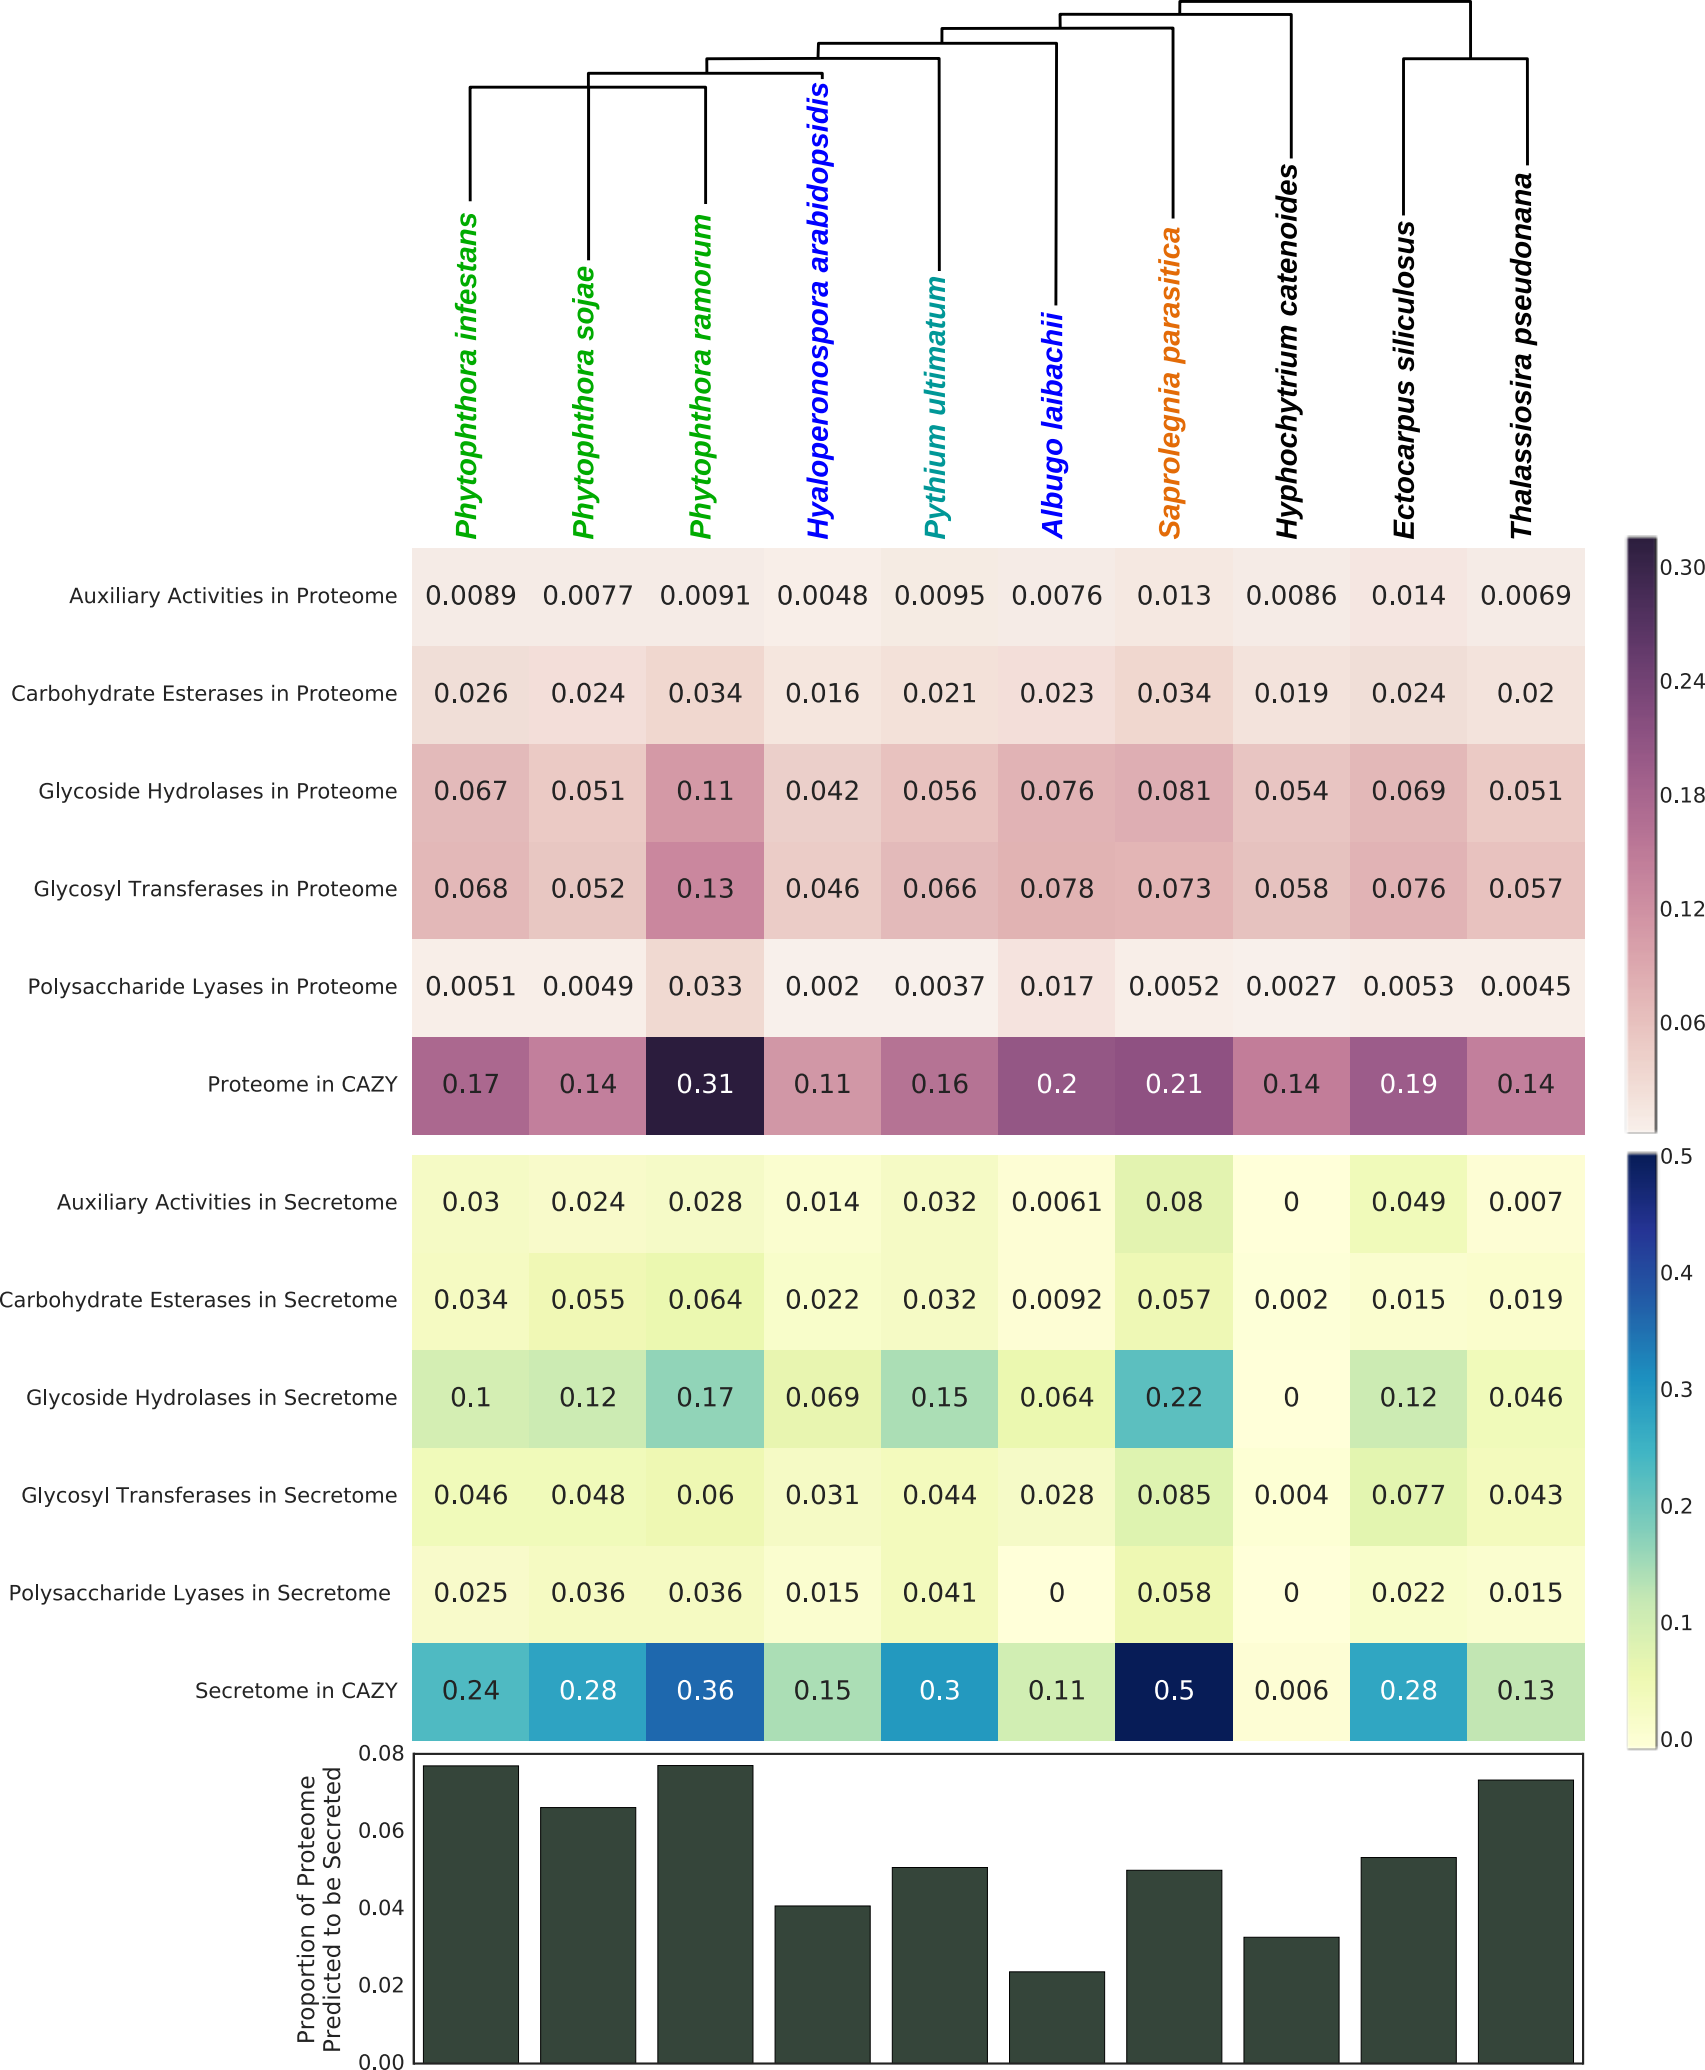 Phytophthora infestans
Phytophthora sojae
Phytophthora ramorum
Hyaloperonospora arabidopsidis
Pythium ultimatum
Albugo laibachii
Saprolegnia parasitica
Hyphochytrium catenoides
Ectocarpus siliculosus
Thalassiosira pseudonana
Auxiliary Activities in Proteome 0.0089 0.0077 0.0091 0.0048 0.0095 0.0076 0.013 0.0086 0.014 0.0069
Carbohydrate Esterases in Proteome 0.026 0.024 0.034 0.016 0.021 0.023 0.034 0.019 0.024 0.02
Glycoside Hydrolases in Proteome 0.067 0.051 0.11 0.042 0.056 0.076 0.081 0.054 0.069 0.051
Glycosyl Transferases in Proteome 0.068 0.052 0.13 0.046 0.066 0.078 0.073 0.058 0.076 0.057
Polysaccharide Lyases in Proteome 0.0051 0.0049 0.033 0.002 0.0037 0.017 0.0052 0.0027 0.0053 0.0045
Proteome in CAZY 0.17 0.14 0.31 0.11 0.16 0.2 0.21 0.14 0.19 0.14
0.30
0.24
0.18
0.12
0.06
Auxiliary Activities in Secretome 0.03 0.024 0.028 0.014 0.032 0.0061 0.08 0 0.049 0.007
Carbohydrate Esterases in Secretome 0.034 0.055 0.064 0.022 0.032 0.0092 0.057 0.002 0.015 0.019
Glycoside Hydrolases in Secretome 0.1 0.12 0.17 0.069 0.15 0.064 0.22 0 0.12 0.046
Glycosyl Transferases in Secretome 0.046 0.048 0.06 0.031 0.044 0.028 0.085 0.004 0.077 0.043
Polysaccharide Lyases in Secretome 0.025 0.036 0.036 0.015 0.041 0 0.058 0 0.022 0.015
Secretome in CAZY 0.24 0.28 0.36 0.15 0.3 0.11 0.5 0.006 0.28 0.13
0.5
0.4
0.3
0.2
0.1
0.0
Proportion of Proteome
Predicted to be Secreted
0.08
0.06
0.04
0.02
0.00